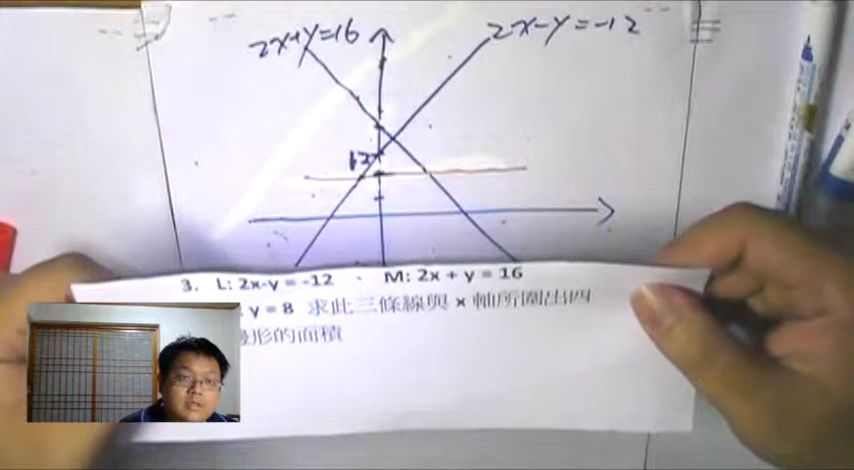 2x+y=16
2x-y=-12
12
3. L: 2x-y = -12 、 M: 2x + y = 16
y = 8 求此三條線與 x 軸所圍出四
邊形的面積